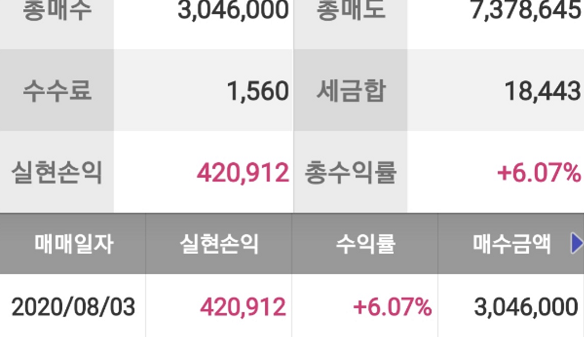 총매수 3,046,000 총매도 7,378,645
수수료 1,560 세금합 18,443
실현손익 420,912 총수익률 +6.07%
매매일자 실현손익 수익률 매수금액
2020/08/03 420,912 +6.07% 3,046,000